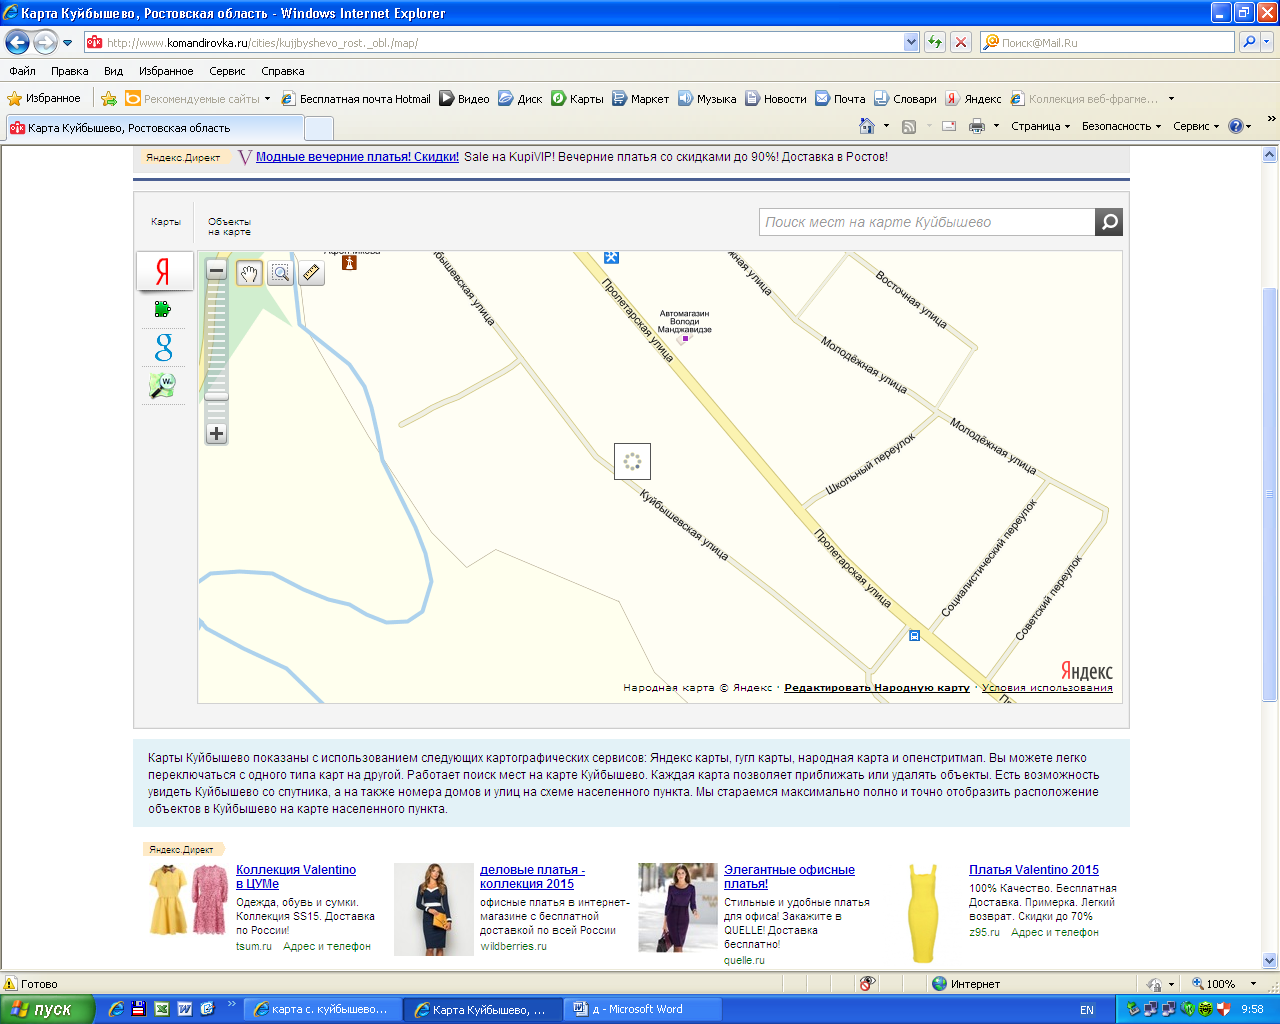 Карта Куйбышево, Ростовская область - Windows Internet Explorer
http://www.komandirovka.ru/cities/kujbyshevo_rost._obl./map/
Поиск@Mail.Ru
Файл Правка Вид Избранное Сервис Справка
Избранное Рекомендуемые сайты Бесплатная почта Hotmail Видео Диск Карты Маркет Музыка Новости Почта Словари Яндекс Коллекция веб-фрагме...
Карта Куйбышево, Ростовская область
Страница Безопасность Сервис
Яндекс.Директ Модные вечерние платья! Скидки! Sale на KupiVIP! Вечерние платья со скидками до 90%! Доставка в Ростов!
Карты
Объекты
на карте
Поиск мест на карте Куйбышево
Куйбышевская улица
Пролетарская улица
Автомагазин
Володи
Манджавидзе
Молодёжная улица
Восточная улица
Молодёжная улица
Молодёжная улица
Школьный переулок
Куйбышевская улица
Пролетарская улица
Социалистический переулок
Советский переулок
Яндекс
Народная карта © Яндекс · Редактировать Народную карту · Условия использования
Карты Куйбышево показаны с использованием следующих картографических сервисов: Яндекс карты, гугл карты, народная карта и опенстритмап. Вы можете легко
переключаться с одного типа карт на другой. Работает поиск мест на карте Куйбышево. Каждая карта позволяет приближать или удалять объекты. Есть возможность
увидеть Куйбышево со спутника, а на также номера домов и улиц на схеме населенного пункта. Мы стараемся максимально полно и точно отобразить расположение
объектов в Куйбышево на карте населенного пункта.
Яндекс.Директ
Коллекция Valentino
в ЦУМе
Одежда, обувь и сумки.
Коллекция SS15. Доставка
по России!
tsum.ru Адрес и телефон
деловые платья -
коллекция 2015
офисные платья в интернет-
магазине с бесплатной
доставкой по всей России
wildberries.ru
Элегантные офисные
платья!
Стильные и удобные платья
для офиса! Закажите в
QUELLE! Доставка
бесплатно!
quelle.ru
Платья Valentino 2015
100% Качество. Бесплатная
Доставка. Примерка. Легкий
возврат. Скидки до 70%
z95.ru Адрес и телефон
Готово
Интернет
100%
пуск
карта с. куйбышево...
Карта Куйбышево, ...
д - Microsoft Word
EN
9:58